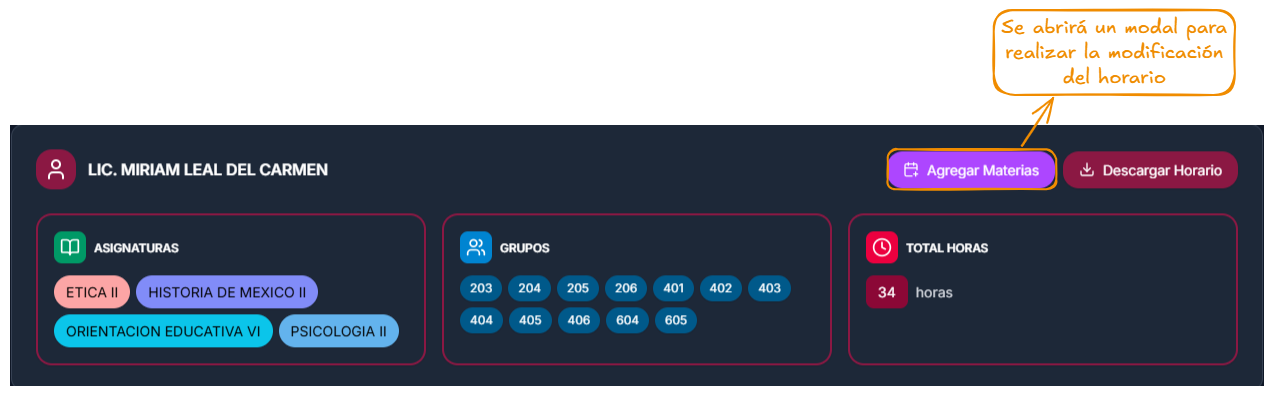 Se abrirá un modal para
realizar la modificación
del horario
LIC. MIRIAM LEAL DEL CARMEN
Agregar Materias
Descargar Horario
ASIGNATURAS
ETICA II
HISTORIA DE MEXICO II
ORIENTACION EDUCATIVA VI
PSICOLOGIA II
GRUPOS
203 204 205 206 401 402 403
404 405 406 604 605
TOTAL HORAS
34 horas